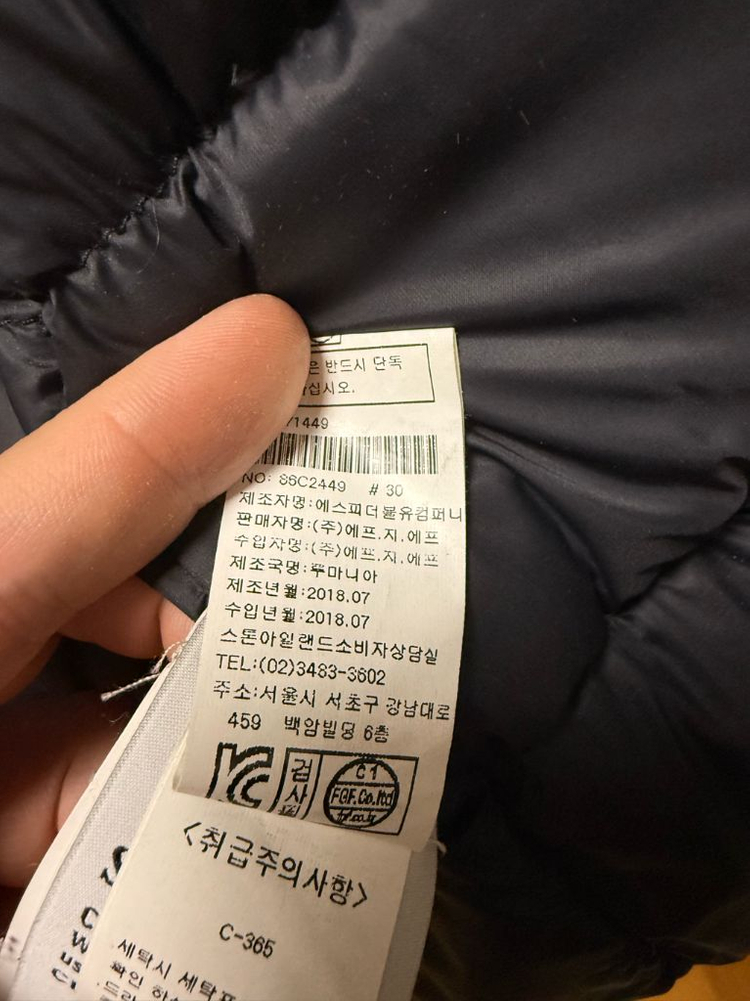 은 반드시 단독
십시오.
/1449
NO: 86C2449 # 30
제조자명:에스피더블유컴퍼니
판매자명:(주)에프.지.에프
수입자명:(주)에프.지.에프
제조국명:루마니아
제조년월:2018.07
수입년월:2018.07
스톤아일랜드소비자상담실
TEL:(02)3483-3602
주소:서울시 서초구 강남대로
459 백암빌딩 6층
검사
C1
FGF.Co.ltd
<취급주의사항>
C-365
세탁시 세탁
확인